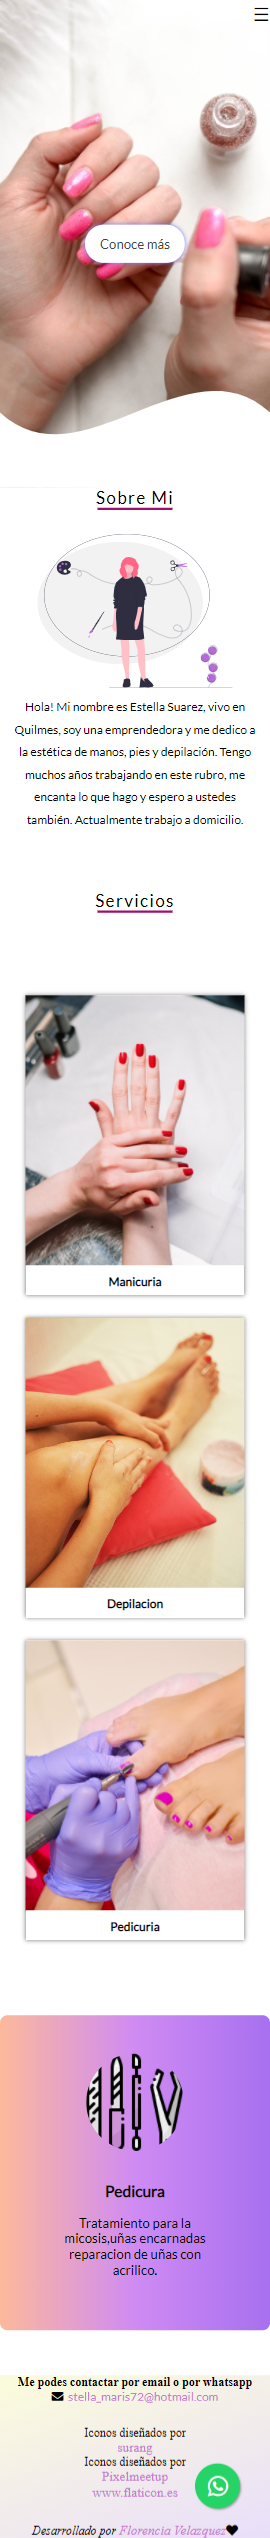 Conoce más
Sobre Mi
Hola! Mi nombre es Estella Suarez, vivo en
Quilmes, soy una emprendedora y me dedico a
la estética de manos, pies y depilación. Tengo
muchos años trabajando en este rubro, me
encanta lo que hago y espero a ustedes
también. Actualmente trabajo a domicilio.
Servicios
Manicuria
Depilacion
Pedicuria
Pedicura
Tratamiento para la
micosis,uñas encarnadas
reparacion de uñas con
acrilico.
Me podes contactar por email o por whatsapp
stella_maris72@hotmail.com
Iconos diseñados por
surang
Iconos diseñados por
Pixelmeetup
www.flaticon.es
Desarrollado por Florencia Velazquez